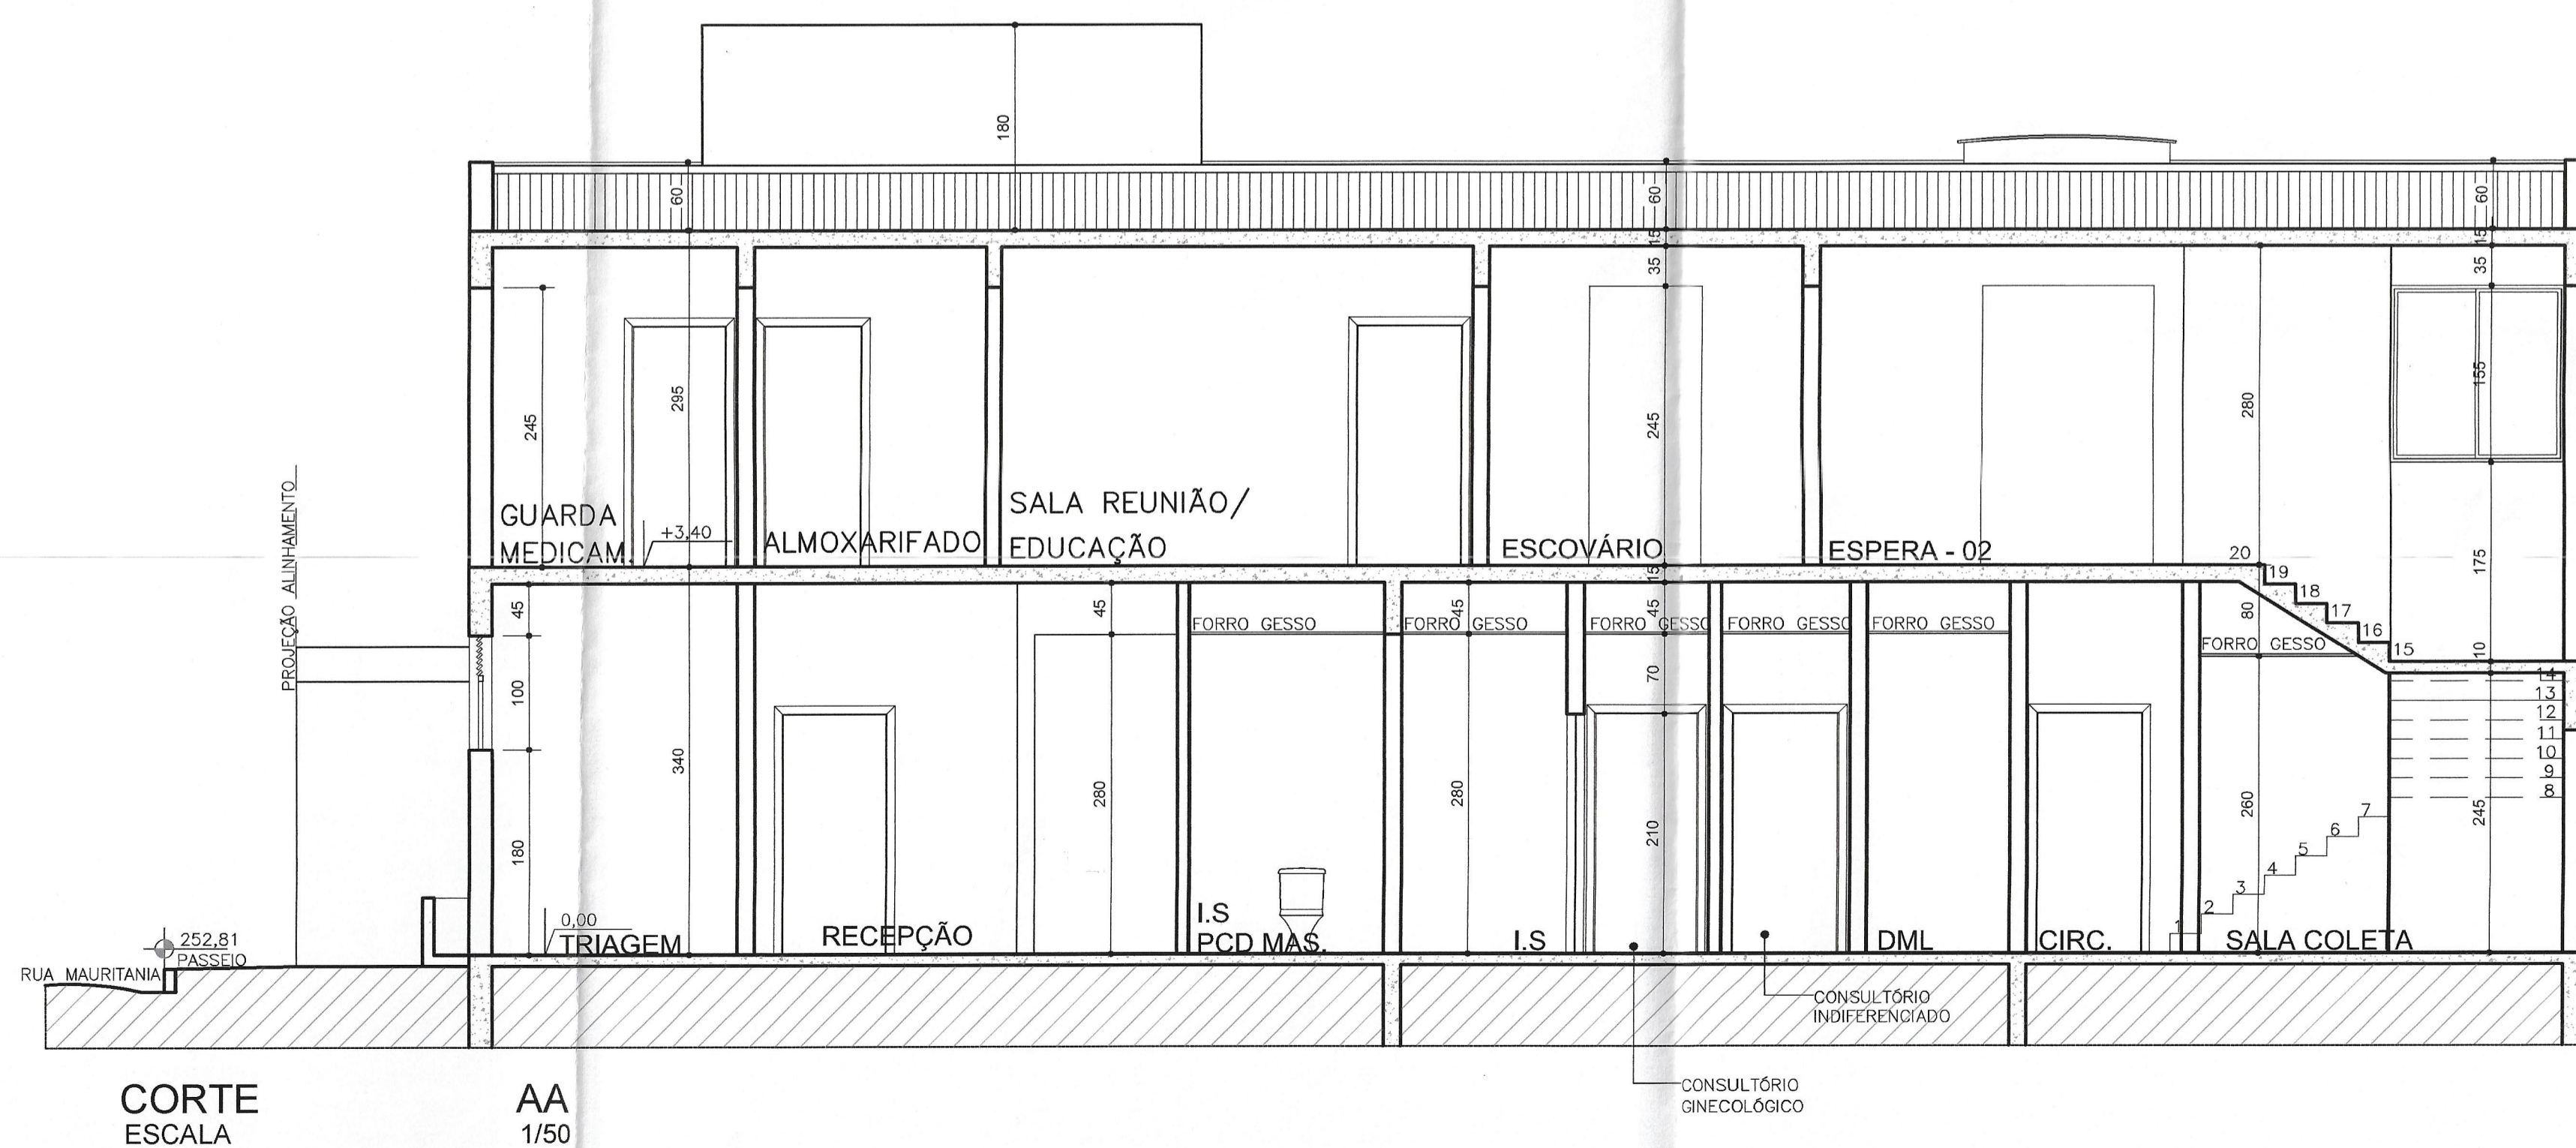 180
60
60
60
15
15
35
35
295
245
245
280
155
PROJEÇÃO ALINHAMENTO
GUARDA
MEDICAM.
+3,40
ALMOXARIFADO
SALA REUNIÃO/
EDUCAÇÃO
ESCOVÁRIO
ESPERA - 02
175
20
19
18
17
16
15
15
45
45
45
45
80
10
FORRO GESSO
FORRO GESSO
FORRO GESSO
FORRO GESSO
FORRO GESSO
FORRO GESSO
100
70
14
13
12
11
10
9
8
340
280
280
260
245
180
210
7
6
5
4
3
2
1
0,00
TRIAGEM
RECEPÇÃO
I.S
PCD MAS.
I.S
DML
CIRC.
SALA COLETA
252,81
PASSEIO
RUA MAURITANIA
CONSULTÓRIO
INDIFERENCIADO
CONSULTÓRIO
GINECOLÓGICO
CORTE AA
ESCALA 1/50